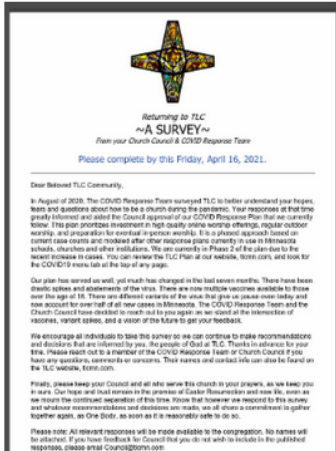 Returning to TLC
~A SURVEY~
From your Church Council & COVID Response Team
Please complete by this Friday, April 16, 2021.
Dear Beloved TLC Community,
In August of 2020, The COVID Response Team surveyed TLC to better understand your hopes,
fears and questions about how to be a church during the pandemic. Your responses at that time
greatly informed and aided the Council approval of our COVID Response Plan that we currently
follow. This plan prioritizes investment in high quality online worship offerings, regular outdoor
worship, and preparation for eventual in-person worship. It is a phased approach based on
current case counts and modeled after other response plans currently in use in Minnesota
schools, churches and other institutions. We are currently in Phase 2 of the plan due to the
recent increase in cases. You can review the TLC Plan at our website, tlcmn.com, and look for
the COVID19 menu tab at the top of any page.
Our plan has served us well, yet much has changed in the last seven months. There have been
drastic spikes and abatements of the virus. There are now multiple vaccines available to those
over the age of 16. There are different variants of the virus that give us pause even today and
now account for over half of all new cases in Minnesota. The COVID Response Team and the
Church Council have decided to reach out to you again as we stand at the intersection of
vaccines, variant spikes, and a vision of the future to get your feedback.
We encourage all individuals to take this survey so we can continue to make recommendations
and decisions that are informed by you, the people of God at TLC. Thanks in advance for your
time. Please reach out to a member of the COVID Response Team or Church Council if you
have any questions, comments or concerns. Their names and contact info can also be found on
the TLC website, tlcmn.com.
Finally, please keep your Council and all who serve this church in your prayers, as we keep you
in ours. Our hope and trust remain in the promise of Easter Resurrection and new life, even as
we mourn the continued separation of this time. Know that however we respond to this survey
and whatever recommendations and decisions are made, we all share a commitment to gather
together again, as One Body, as soon as it is reasonably safe to do so.
Please note: All relevant responses will be made available to the congregation. No names will
be attached. If you have feedback for Council that you do not wish to include in the published
responses, please email Council@tlcmn.com